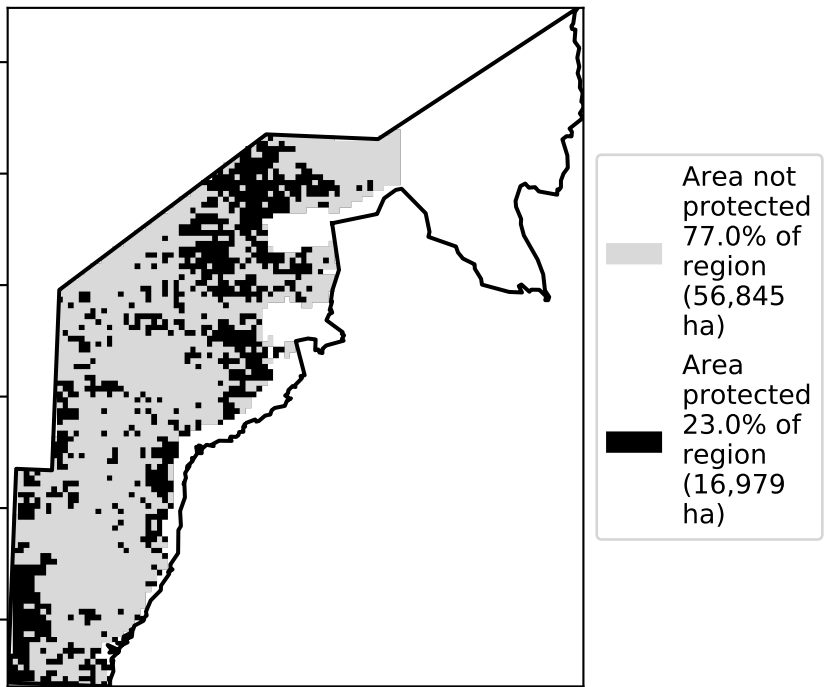 Area not
protected
77.0% of
region
(56,845
ha)
Area
protected
23.0% of
region
(16,979
ha)